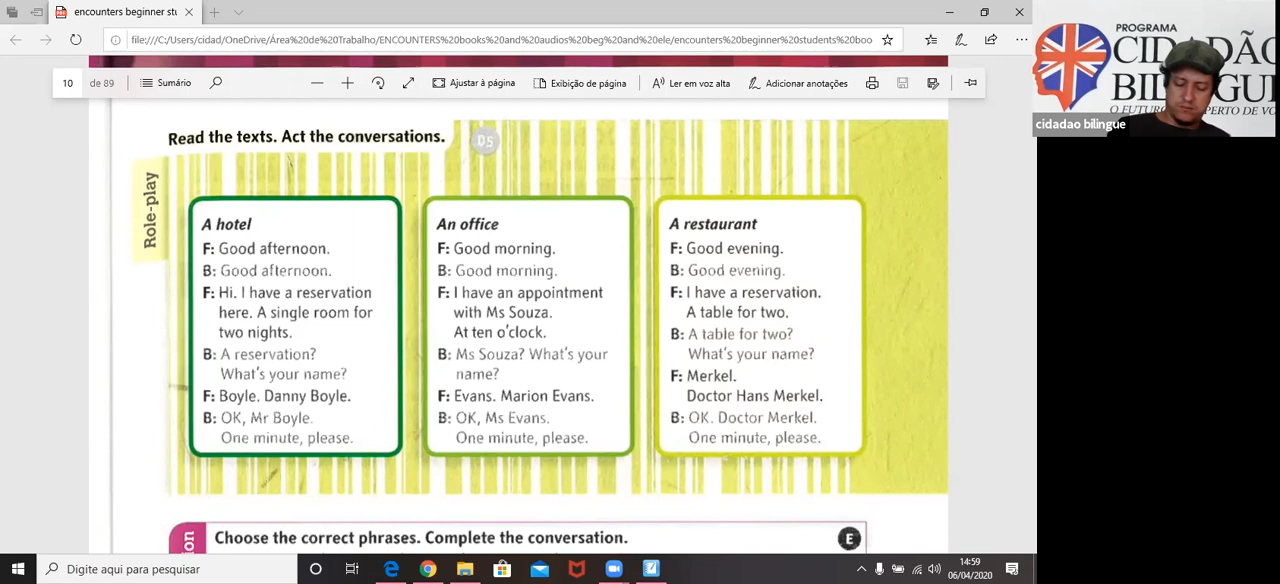 encounters beginner stu
file:///C:/Users/cidad/OneDrive/Área%20de%20Trabalho/ENCOUNTERS%20books%20and%20audios%20beg%20and%20ele/encounters%20beginner%20students%20boo
10 de 89 Sumário Ajustar à página Exibição de página Ler em voz alta Adicionar anotações
PROGRAMA
CIDADÃO
cidadao bilingue
Read the texts. Act the conversations. D5
Role-play
A hotel
F: Good afternoon.
B: Good afternoon.
F: Hi. I have a reservation
here. A single room for
two nights.
B: A reservation?
What's your name?
F: Boyle. Danny Boyle.
B: OK, Mr Boyle.
One minute, please.
An office
F: Good morning.
B: Good morning.
F: I have an appointment
with Ms Souza.
At ten o'clock.
B: Ms Souza? What's your
name?
F: Evans. Marion Evans.
B: OK, Ms Evans.
One minute, please.
A restaurant
F: Good evening.
B: Good evening.
F: I have a reservation.
A table for two.
B: A table for two?
What's your name?
F: Merkel.
Doctor Hans Merkel.
B: OK. Doctor Merkel.
One minute, please.
Choose the correct phrases. Complete the conversation. E
Digite aqui para pesquisar
14:59
06/04/2020